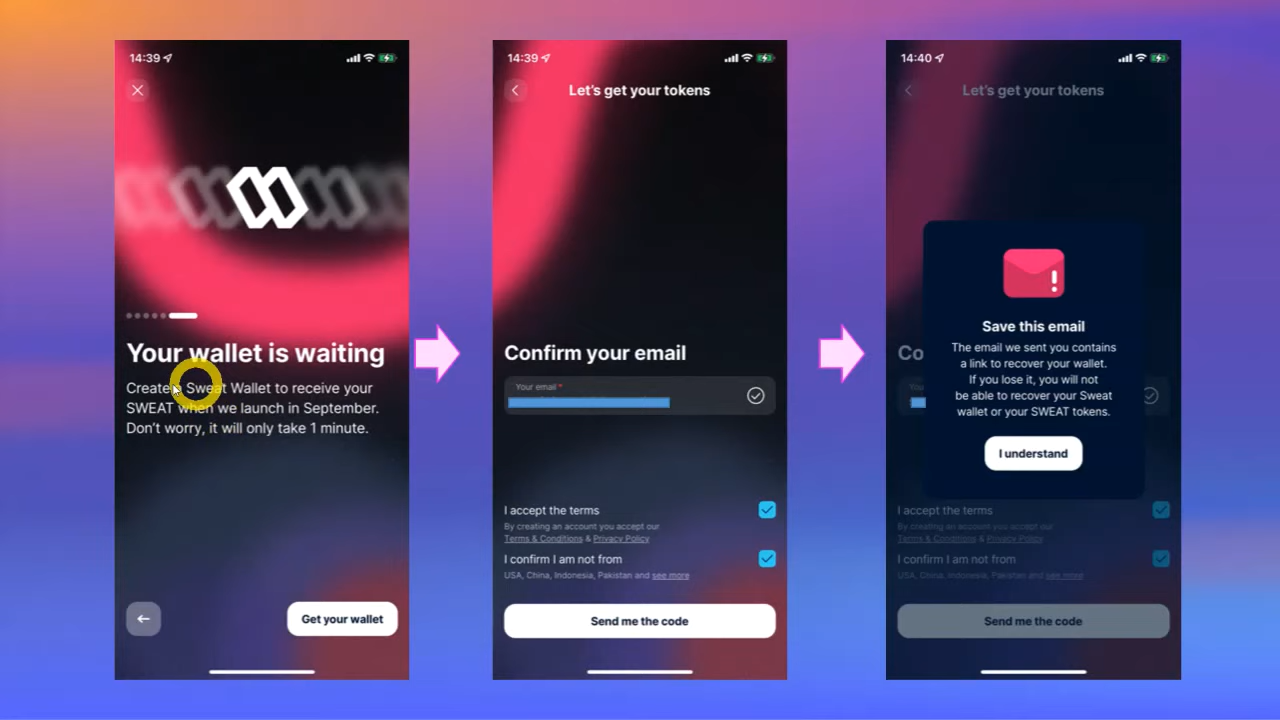 14:39
Your wallet is waiting
Create a Sweat Wallet to receive your
SWEAT when we launch in September.
Don't worry, it will only take 1 minute.
Get your wallet
14:39
Let's get your tokens
Confirm your email
Your email *
I accept the terms
By creating an account you accept our
Terms & Conditions & Privacy Policy
I confirm I am not from
USA, China, Indonesia, Pakistan and see more
Send me the code
14:40
Let's get your tokens
Save this email
The email we sent you contains
a link to recover your wallet.
If you lose it, you will not
be able to recover your Sweat
wallet or your SWEAT tokens.
I understand
Co
You
I accept the terms
By creating an account you accept our
Terms & Conditions & Privacy Policy
I confirm I am not from
USA, China, Indonesia, Pakistan and see more
Send me the code